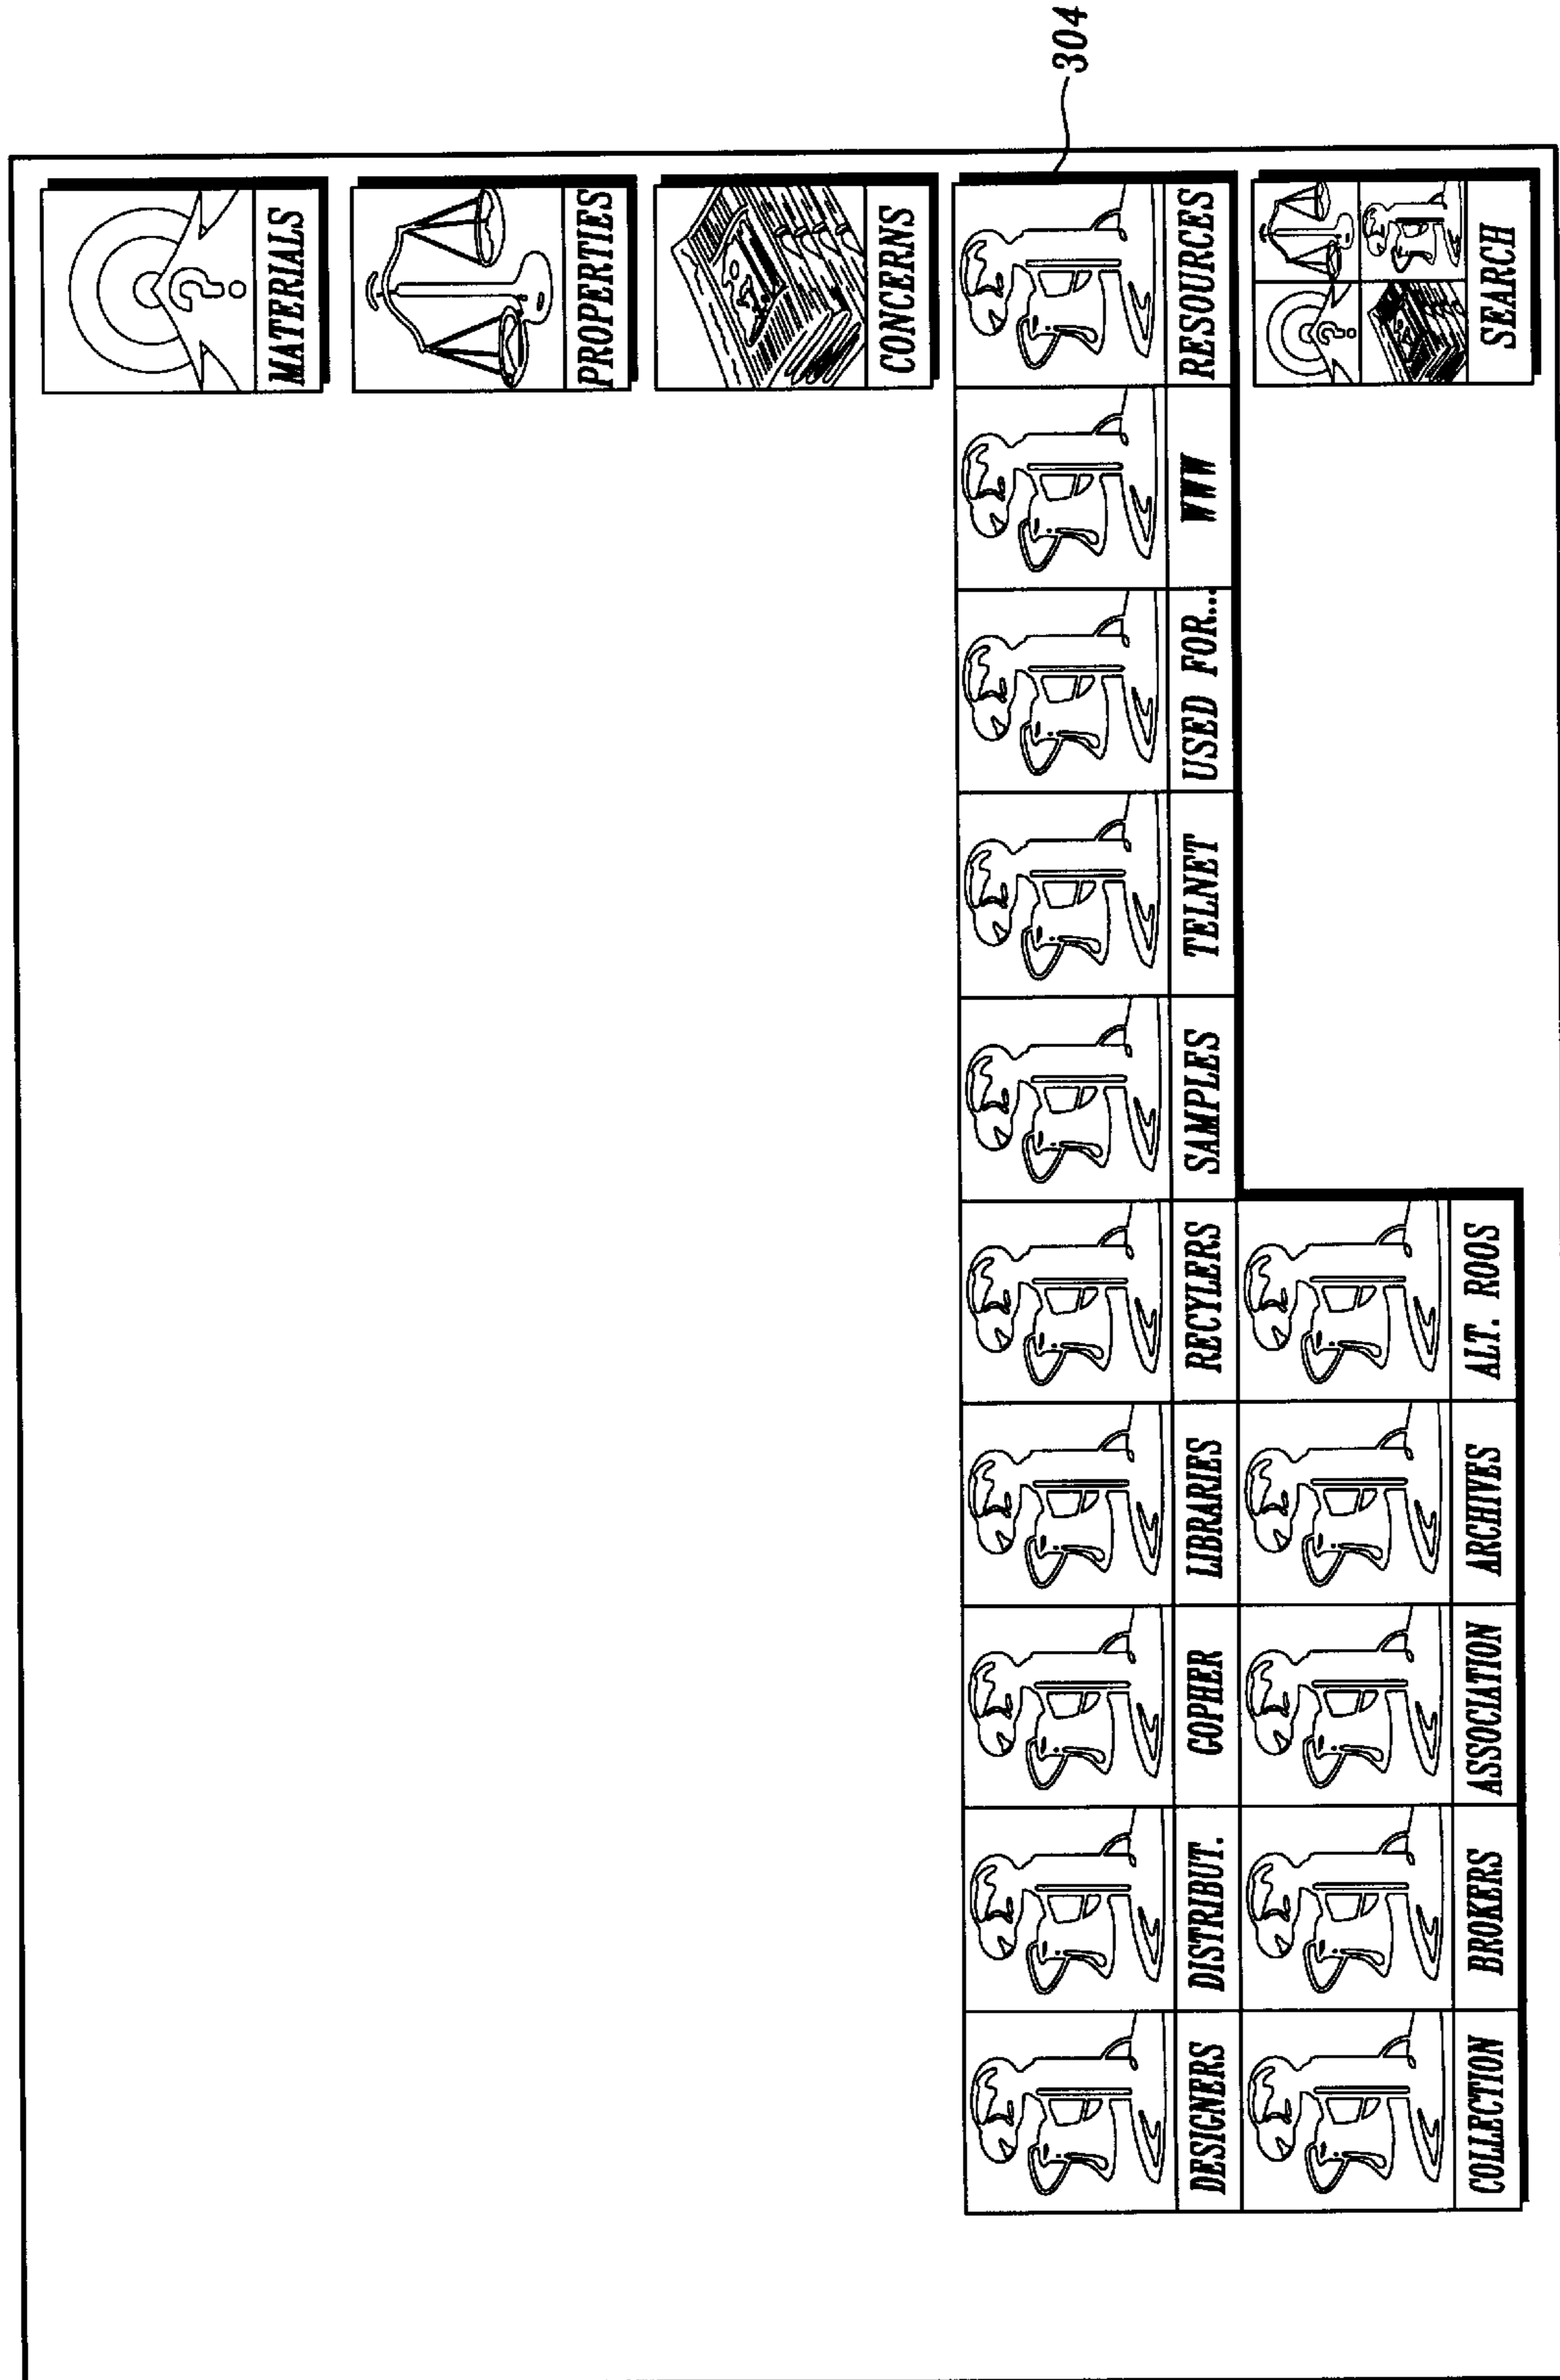 MATERIALS
PROPERTIES
CONCERNS
304
DESIGNERS DISTRIBUT. GOPHER LIBRARIES RECYLERS SAMPLES TELNET USED FOR... WWW RESOURCES
COLLECTION BROKERS ASSOCIATION ARCHIVES ALT. ROOS SEARCH